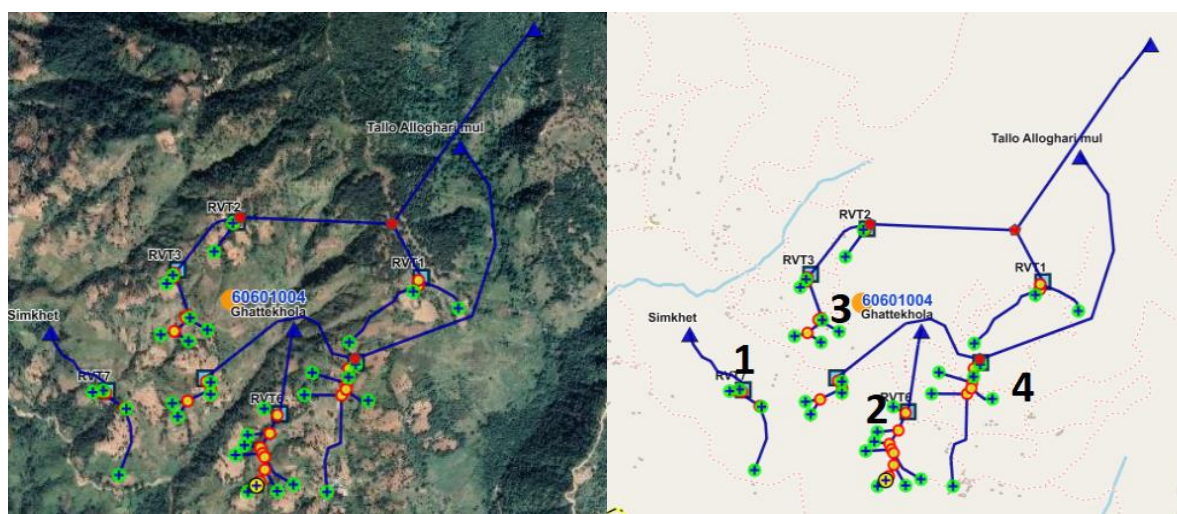 Tallo Alloghari mul
RVT2
RVT3
RVT1
60601004
Ghattekhola
Simkhet
RVT7
RVT6
Tallo Alloghari mul
RVT2
RVT3
RVT1
3
60601004
Ghattekhola
Simkhet
1
RVT7
2
RVT6
4